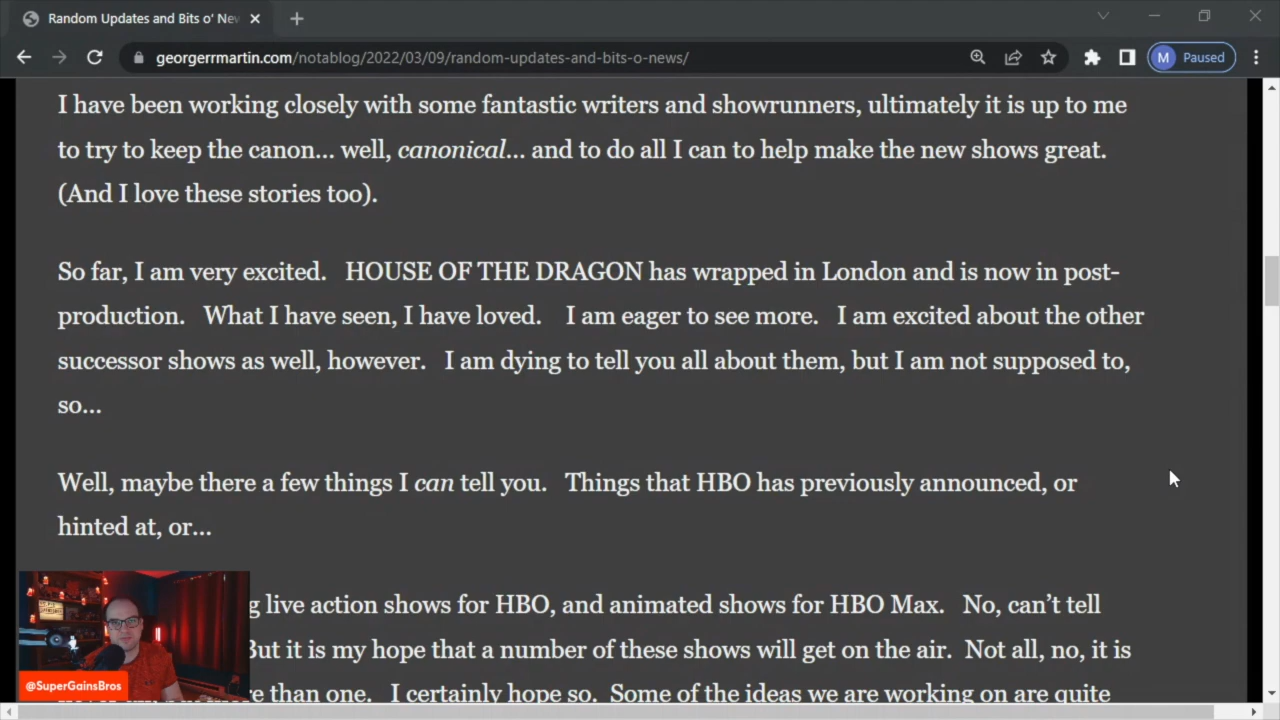 Random Updates and Bits o' New
georgerrmartin.com/notablog/2022/03/09/random-updates-and-bits-o-news/
M Paused
I have been working closely with some fantastic writers and showrunners, ultimately it is up to me
to try to keep the canon... well, canonical... and to do all I can to help make the new shows great.
(And I love these stories too).
So far, I am very excited. HOUSE OF THE DRAGON has wrapped in London and is now in post-
production. What I have seen, I have loved. I am eager to see more. I am excited about the other
successor shows as well, however. I am dying to tell you all about them, but I am not supposed to,
so...
Well, maybe there a few things I can tell you. Things that HBO has previously announced, or
hinted at, or...
g live action shows for HBO, and animated shows for HBO Max. No, can't tell
But it is my hope that a number of these shows will get on the air. Not all, no, it is
re than one. I certainly hope so. Some of the ideas we are working on are quite
@SuperGainsBros